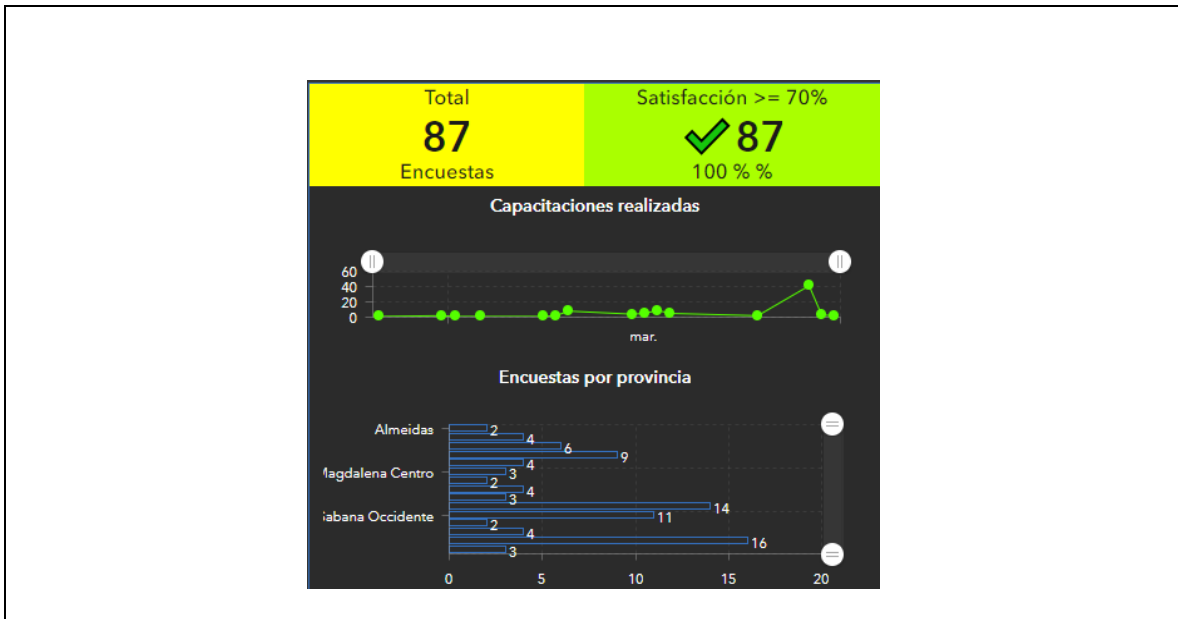 Total
87
Encuestas
Satisfacción >= 70%
87
100 % %
Capacitaciones realizadas
60
40
20
0
mar.
Encuestas por provincia
Almeidas
2
4
6
9
4
Magdalena Centro
3
2
4
3
14
Sabana Occidente
11
2
4
16
3
0 5 10 15 20